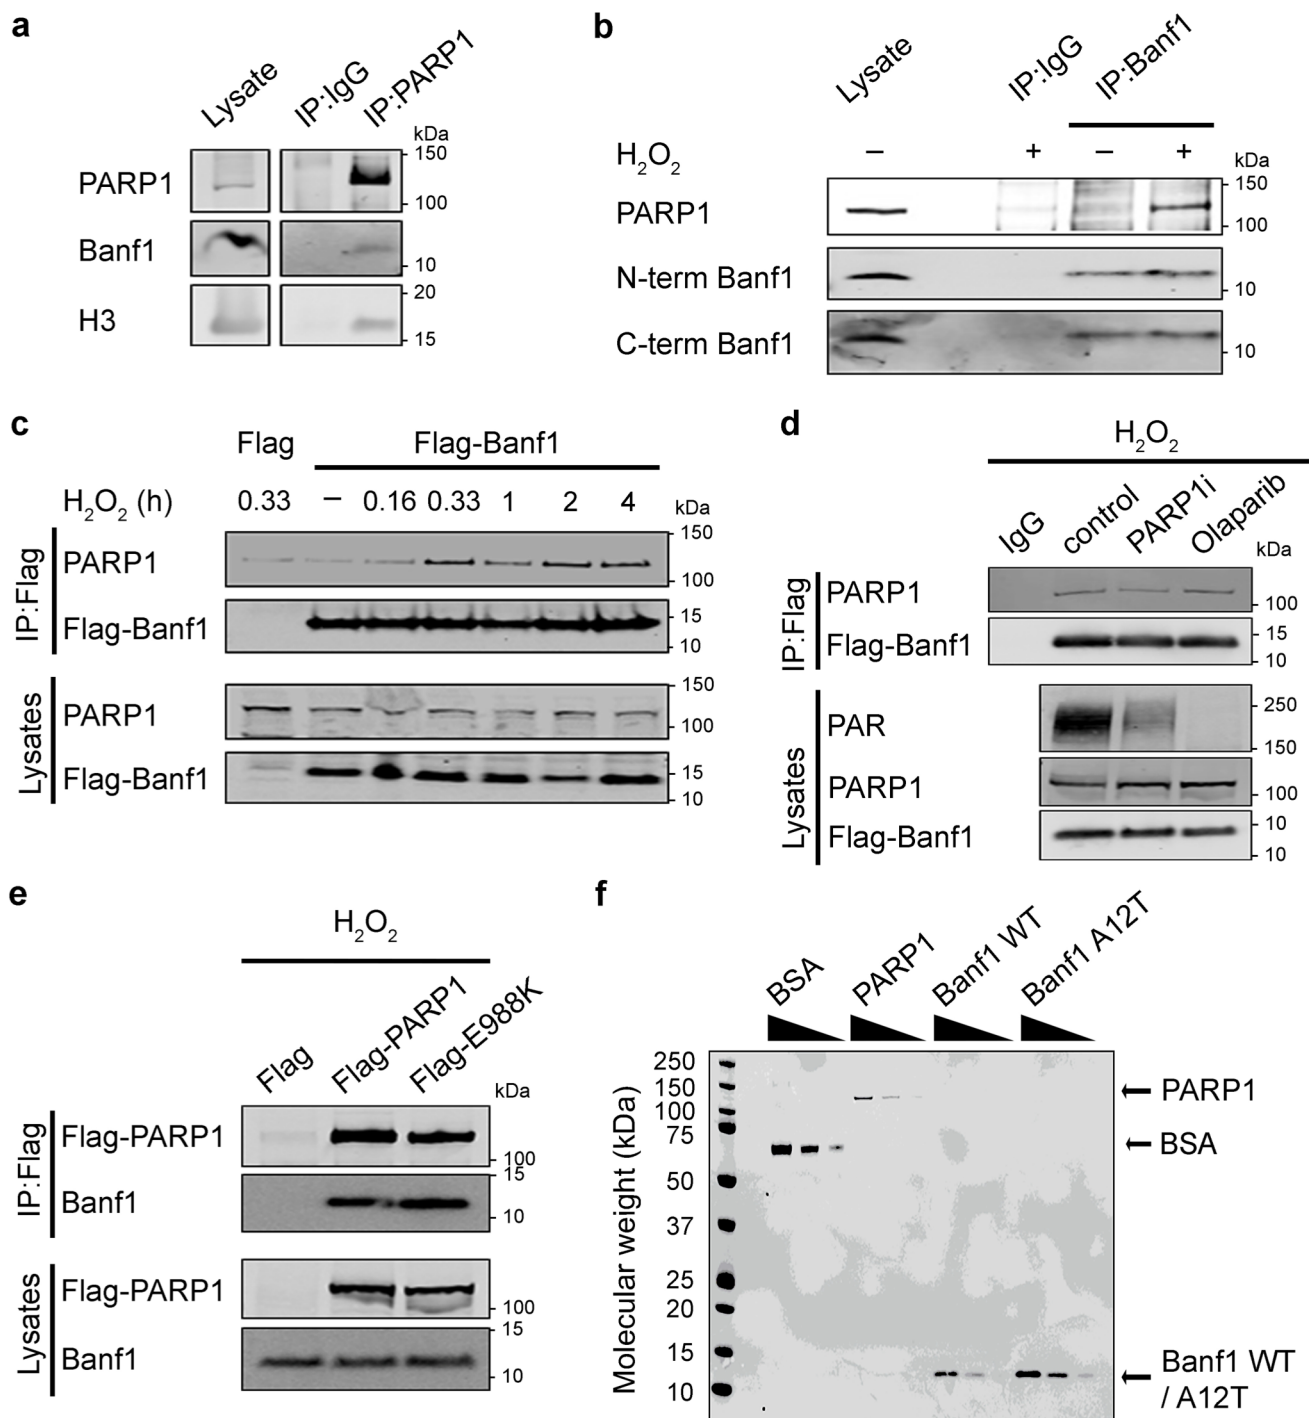 a
Lysate
IP:IgG
IP:PARP1
kDa
PARP1
150
100
Banf1
10
H3
20
15
b
Lysate
IP:IgG
IP:Banf1
H2O2 – + – +
kDa
PARP1
150
100
N-term Banf1
10
C-term Banf1
10
c
Flag Flag-Banf1
H2O2 (h) 0.33 – 0.16 0.33 1 2 4
kDa
IP:Flag
PARP1
150
100
Flag-Banf1
15
10
Lysates
PARP1
150
100
Flag-Banf1
15
10
d
H2O2
IgG
control
PARP1i
Olaparib
kDa
IP:Flag
PARP1
100
Flag-Banf1
15
10
Lysates
PAR
250
150
PARP1
100
Flag-Banf1
10
10
e
H2O2
Flag
Flag-PARP1
Flag-E988K
kDa
IP:Flag
Flag-PARP1
100
Banf1
15
10
Lysates
Flag-PARP1
100
Banf1
15
10
f
BSA
PARP1
Banf1 WT
Banf1 A12T
Molecular weight (kDa)
250
150
100
75
50
37
25
20
15
10
PARP1
BSA
Banf1 WT
/ A12T